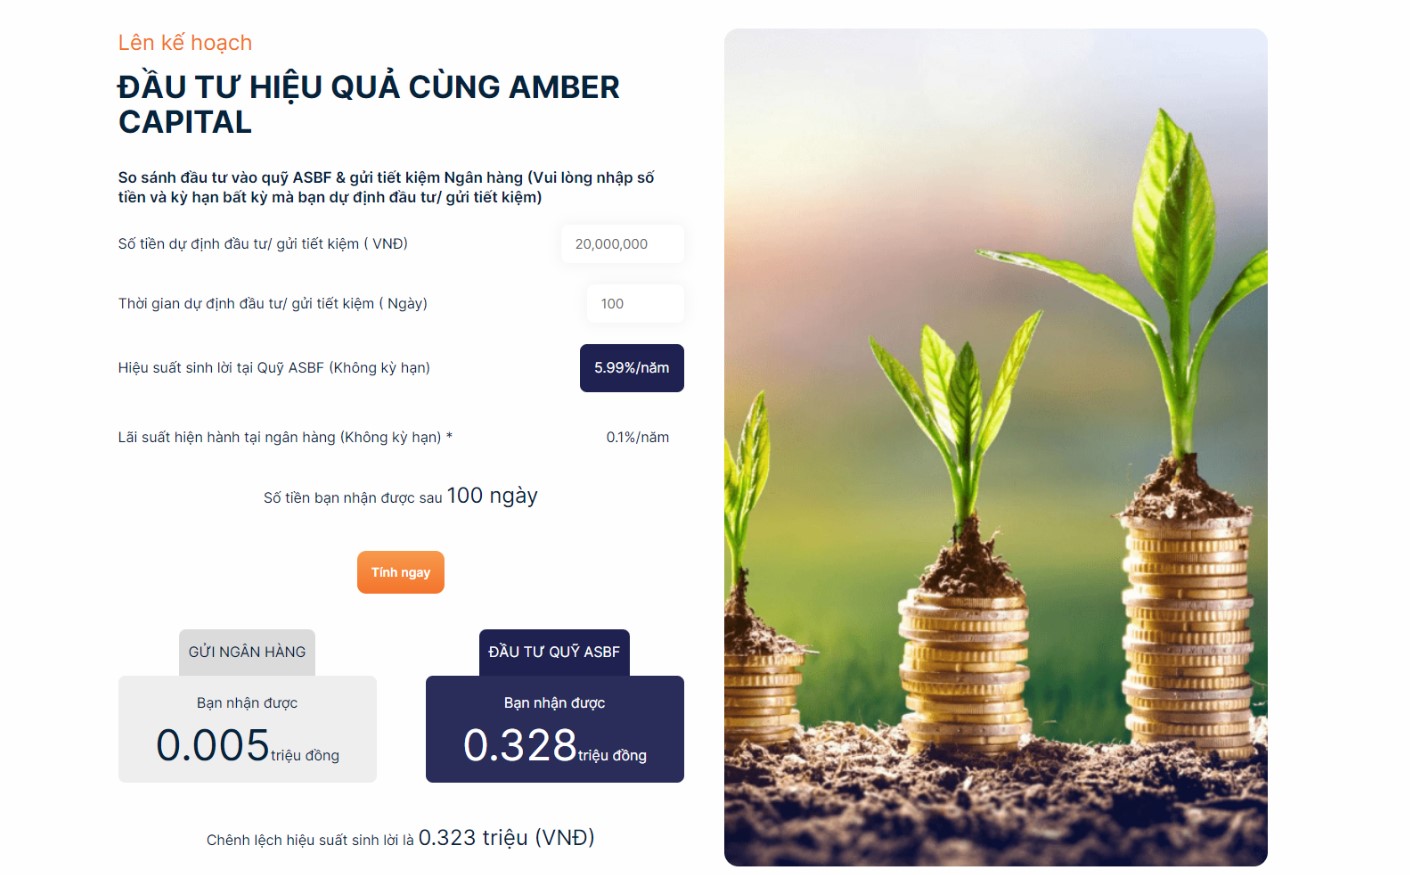 Lên kế hoạch
ĐẦU TƯ HIỆU QUẢ CÙNG AMBER
CAPITAL
So sánh đầu tư vào quỹ ASBF & gửi tiết kiệm Ngân hàng (Vui lòng nhập số
tiền và kỳ hạn bất kỳ mà bạn dự định đầu tư/ gửi tiết kiệm)
Số tiền dự định đầu tư/ gửi tiết kiệm ( VNĐ) 20,000,000
Thời gian dự định đầu tư/ gửi tiết kiệm ( Ngày) 100
Hiệu suất sinh lời tại Quỹ ASBF (Không kỳ hạn) 5.99%/năm
Lãi suất hiện hành tại ngân hàng (Không kỳ hạn) * 0.1%/năm
Số tiền bạn nhận được sau 100 ngày
Tính ngay
GỬI NGÂN HÀNG
Bạn nhận được
0.005triệu đồng
ĐẦU TƯ QUỸ ASBF
Bạn nhận được
0.328triệu đồng
Chênh lệch hiệu suất sinh lời là 0.323 triệu (VNĐ)